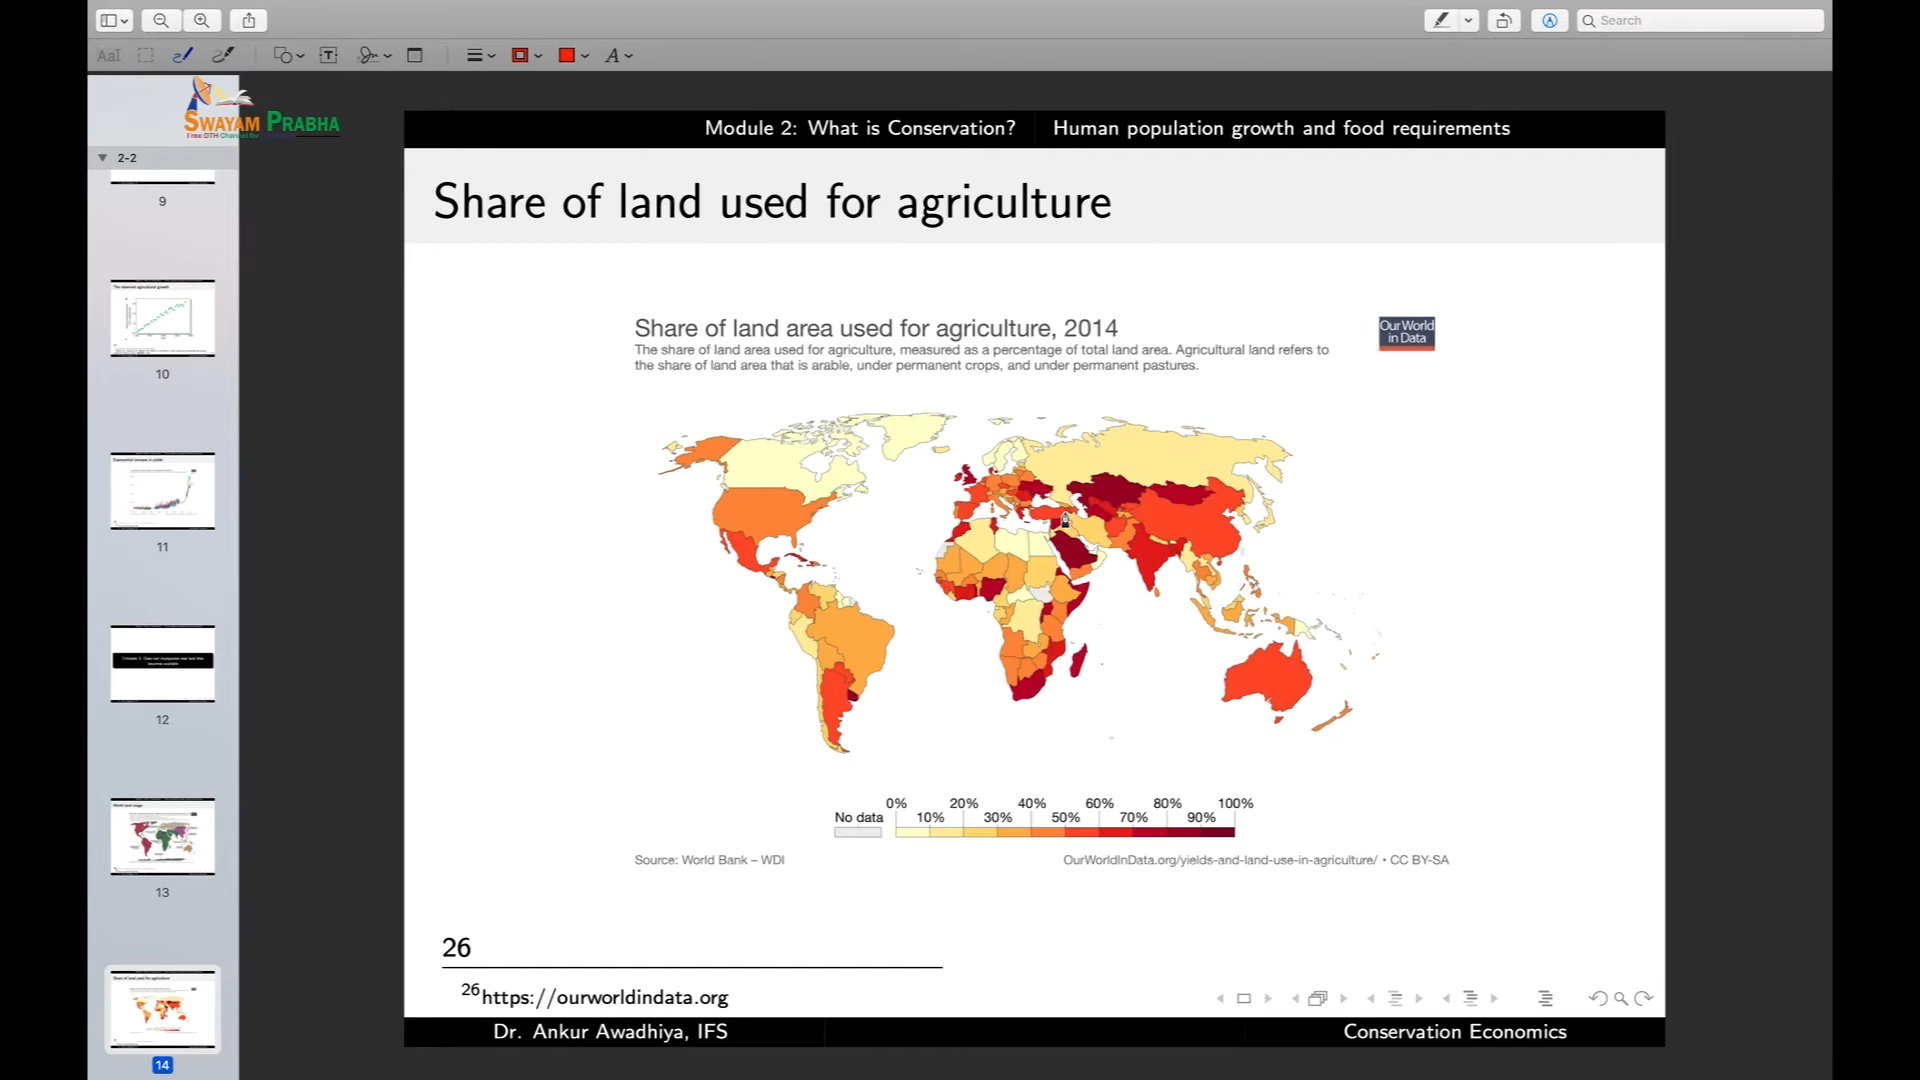 Search
AaI
SWAYAM PRABHA
Free DTH Channel for
2-2
9
10
11
12
13
14
Module 2: What is Conservation?
Human population growth and food requirements
Share of land used for agriculture
Share of land area used for agriculture, 2014
The share of land area used for agriculture, measured as a percentage of total land area. Agricultural land refers to
the share of land area that is arable, under permanent crops, and under permanent pastures.
Our World
in Data
0% 20% 40% 60% 80% 100%
No data 10% 30% 50% 70% 90%
Source: World Bank – WDI
OurWorldInData.org/yields-and-land-use-in-agriculture/ • CC BY-SA
26
26https://ourworldindata.org
Dr. Ankur Awadhiya, IFS
Conservation Economics